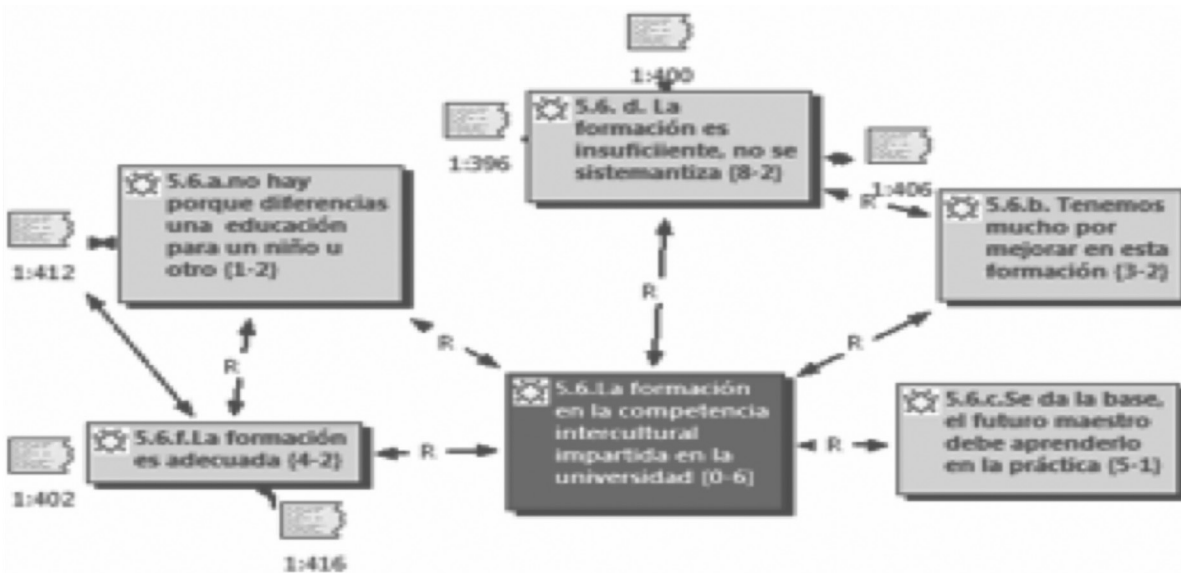 1:400
5.6. d. La
formación es
insuficiiente, no se
sistemantiza {8-2}
1:396
1:406
R
5.6.a.no hay
porque diferencias
una educación
para un niño u
otro {1-2}
1:412
5.6.b. Tenemos
mucho por
mejorar en esta
formación {3-2}
R
R
R
R
5.6.La formación
en la competencia
intercultural
impartida en la
universidad {0-6}
5.6.c.Se da la base,
el futuro maestro
debe aprenderlo
en la práctica {5-1}
R
R
5.6.f.La formación
es adecuada {4-2}
1:402
1:416